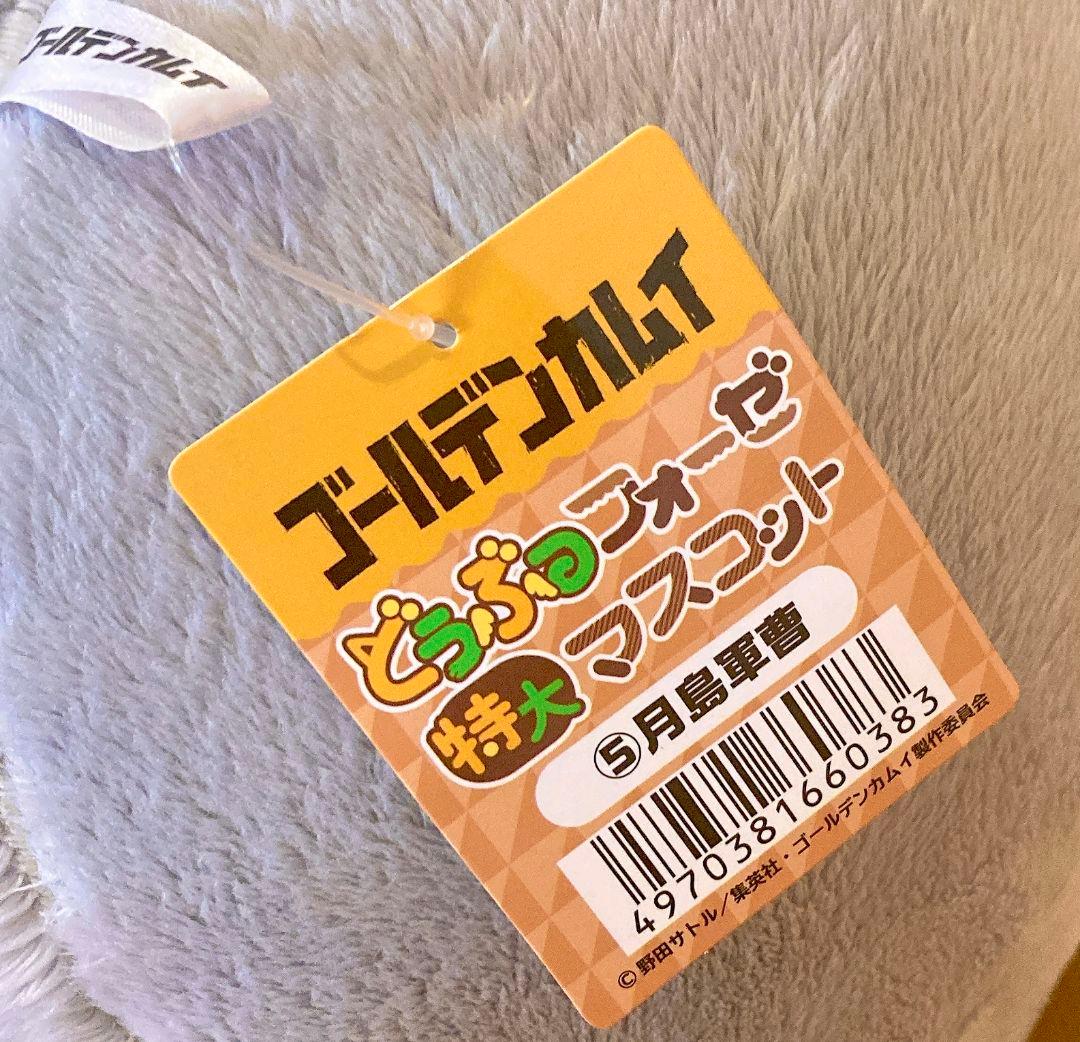 ゴールデンカムイ
ゴールデンカムイ
どうぶつフォーゼ
特大
マスコット
⑤月島軍曹
4970381660383
©野田サトル/集英社・ゴールデンカムイ製作委員会